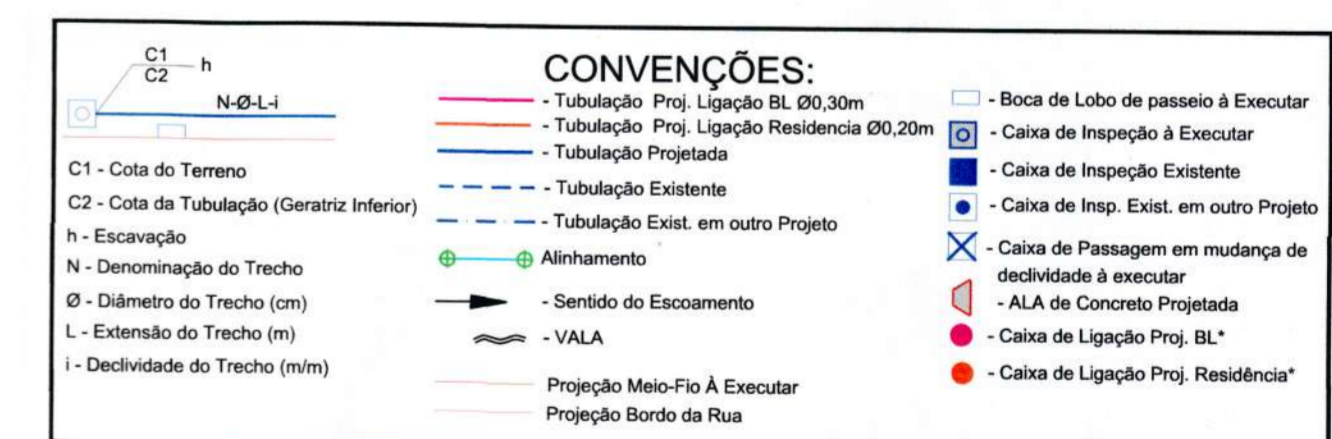 C1
C2
h
N-Ø-L-i
C1 - Cota do Terreno
C2 - Cota da Tubulação (Geratriz Inferior)
h - Escavação
N - Denominação do Trecho
Ø - Diâmetro do Trecho (cm)
L - Extensão do Trecho (m)
i - Declividade do Trecho (m/m)
CONVENÇÕES:
- Tubulação Proj. Ligação BL Ø0,30m
- Tubulação Proj. Ligação Residencia Ø0,20m
- Tubulação Projetada
- Tubulação Existente
- Tubulação Exist. em outro Projeto
Alinhamento
- Sentido do Escoamento
- VALA
Projeção Meio-Fio À Executar
Projeção Bordo da Rua
- Boca de Lobo de passeio à Executar
- Caixa de Inspeção à Executar
- Caixa de Inspeção Existente
- Caixa de Insp. Exist. em outro Projeto
- Caixa de Passagem em mudança de
declividade à executar
- ALA de Concreto Projetada
- Caixa de Ligação Proj. BL*
- Caixa de Ligação Proj. Residência*